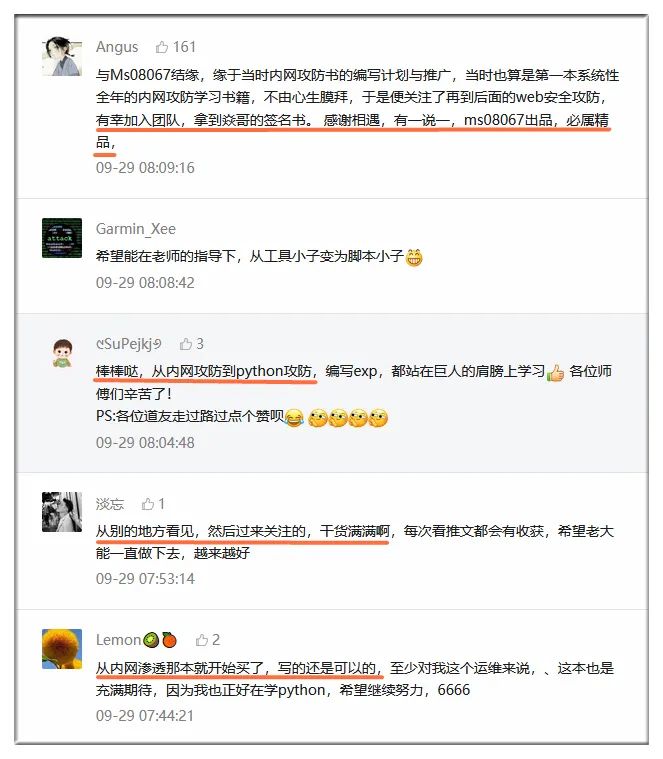 Angus 161
与Ms08067结缘，缘于当时内网攻防书的编写计划与推广，当时也算是第一本系统性
全年的内网攻防学习书籍，不由心生膜拜，于是便关注了再到后面的web安全攻防，
有幸加入团队，拿到焱哥的签名书。 感谢相遇，有一说一，ms08067出品，必属精
品，
09-29 08:09:16
attack
Garmin_Xee
希望能在老师的指导下，从工具小子变为脚本小子😁
09-29 08:08:42
ლSuPejkj9 3
棒棒哒，从内网攻防到python攻防，编写exp，都站在巨人的肩膀上学习👍 各位师
傅们辛苦了！
PS:各位道友走过路过点个赞呗😂 🤔🤔🤔🤔
09-29 08:04:48
淡忘 1
从别的地方看见，然后过来关注的，干货满满啊，每次看推文都会有收获，希望老大
能一直做下去，越来越好
09-29 07:53:14
Lemon🥝🍊 2
从内网渗透那本就开始买了，写的还是可以的，至少对我这个运维来说，、这本也是
充满期待，因为我也正好在学python，希望继续努力，6666
09-29 07:44:21